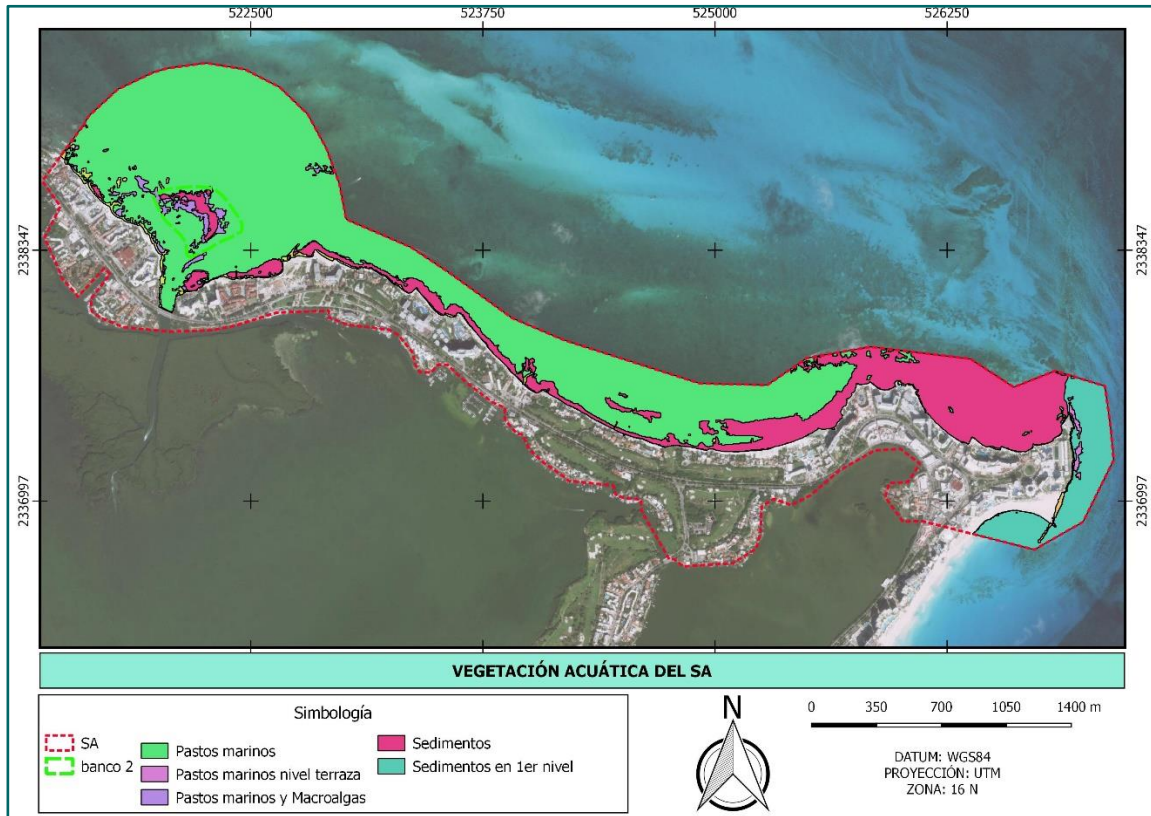 522500 523750 525000 526250
2338347 2338347
2336997 2336997
VEGETACIÓN ACUÁTICA DEL SA
Simbología
SA
banco 2
Pastos marinos
Pastos marinos nivel terraza
Pastos marinos y Macroalgas
Sedimentos
Sedimentos en 1er nivel
N
0 350 700 1050 1400 m
DATUM: WGS84
PROYECCIÓN: UTM
ZONA: 16 N